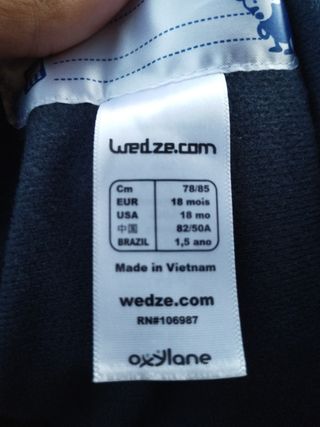 wedze.com
Cm 78/85
EUR 18 mois
USA 18 mo
中国 82/50A
BRAZIL 1,5 ano
Made in Vietnam
wedze.com
RN#106987
oxylane